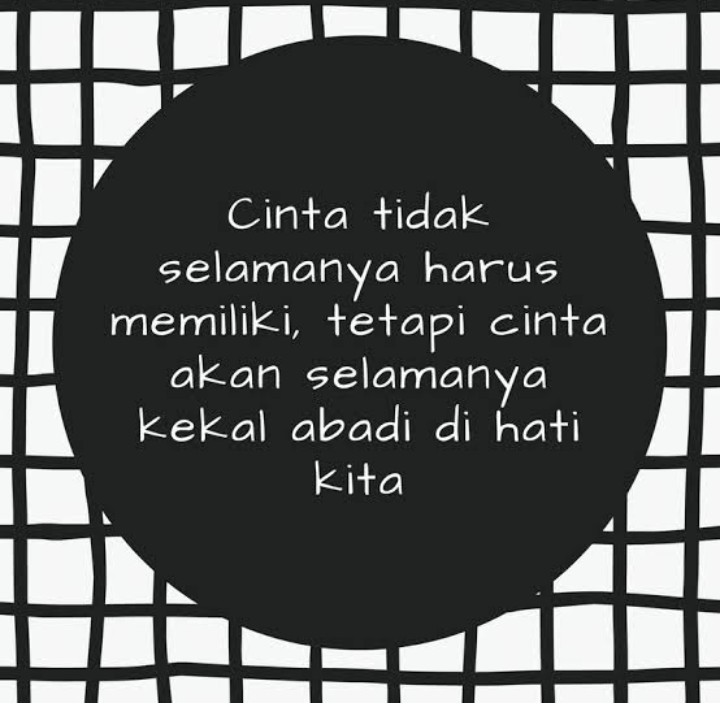 Cinta tidak
selamanya harus
memiliki, tetapi cinta
akan selamanya
kekal abadi di hati
kita